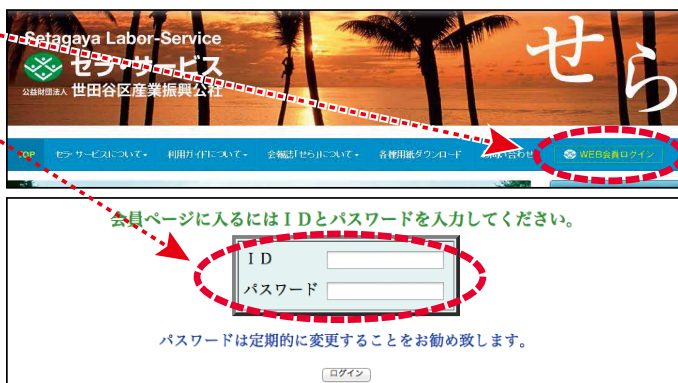 Setagaya Labor-Service
セラ・サービス
公益財団法人 世田谷区産業振興公社
せら
TOP セラ・サービスについて 利用ガイドについて 会報誌「せら」について 各種用紙ダウンロード お問い合わせ WEB会員ログイン
会員ページに入るにはIDとパスワードを入力してください。
ID
パスワード
パスワードは定期的に変更することをお勧め致します。
ログイン